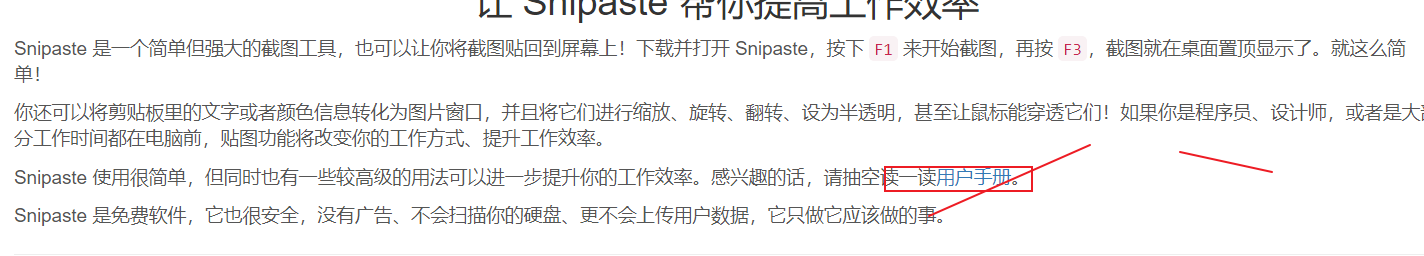 让 Snipaste 帮你提高工作效率
Snipaste 是一个简单但强大的截图工具，也可以让你将截图贴回到屏幕上！下载并打开 Snipaste，按下 F1 来开始截图，再按 F3，截图就在桌面置顶显示了。就这么简
单！
你还可以将剪贴板里的文字或者颜色信息转化为图片窗口，并且将它们进行缩放、旋转、翻转、设为半透明，甚至让鼠标能穿透它们！如果你是程序员、设计师，或者是大部
分工作时间都在电脑前，贴图功能将改变你的工作方式、提升工作效率。
Snipaste 使用很简单，但同时也有一些较高级的用法可以进一步提升你的工作效率。感兴趣的话，请抽空读一读用户手册。
Snipaste 是免费软件，它也很安全，没有广告、不会扫描你的硬盘、更不会上传用户数据，它只做它应该做的事。